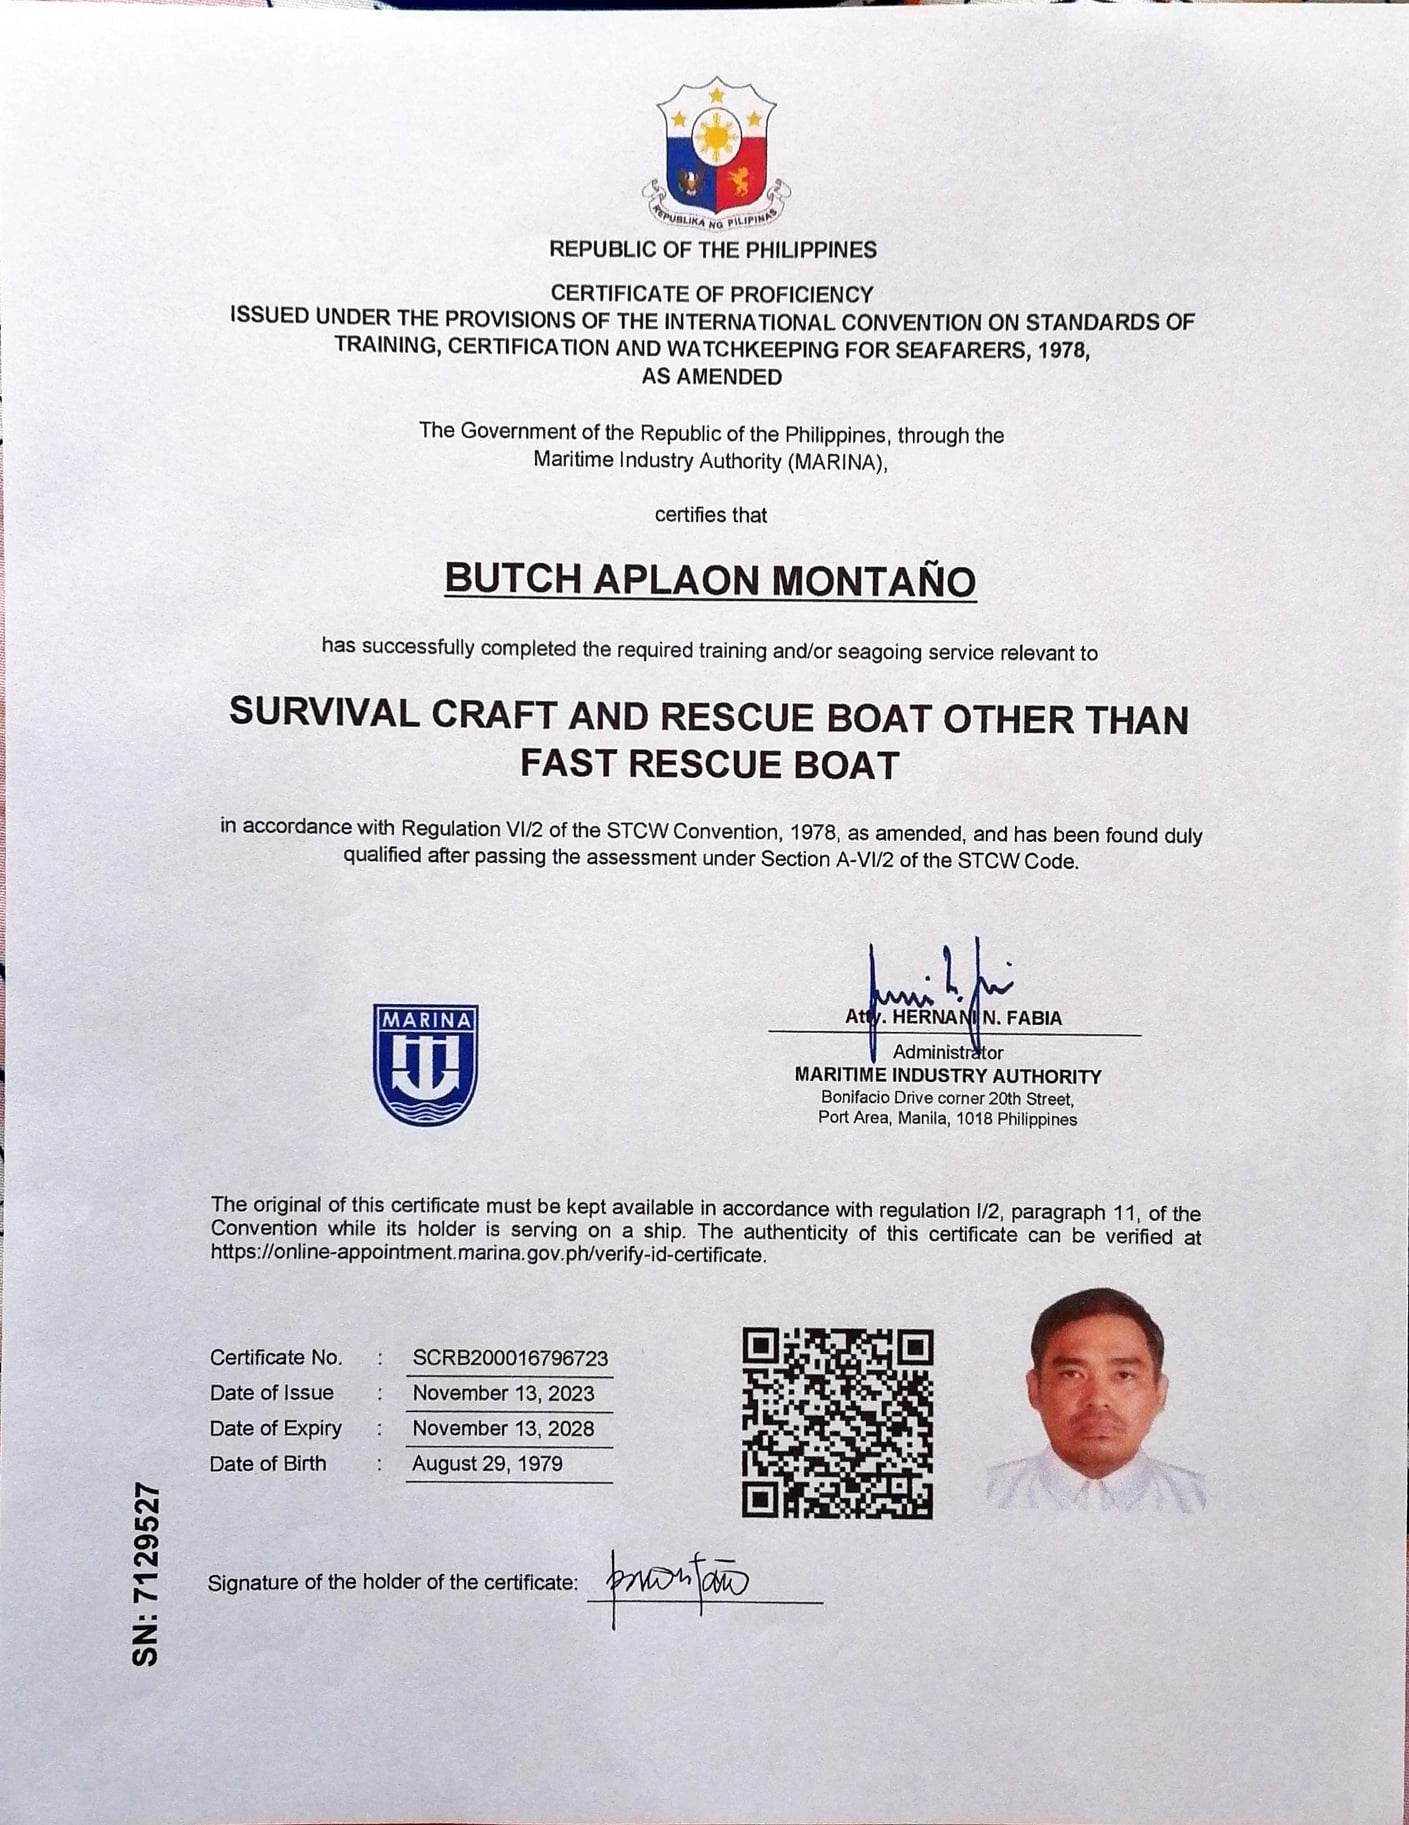 REPUBLIKA NG PILIPINAS
REPUBLIC OF THE PHILIPPINES
CERTIFICATE OF PROFICIENCY
ISSUED UNDER THE PROVISIONS OF THE INTERNATIONAL CONVENTION ON STANDARDS OF
TRAINING, CERTIFICATION AND WATCHKEEPING FOR SEAFARERS, 1978,
AS AMENDED
The Government of the Republic of the Philippines, through the
Maritime Industry Authority (MARINA),
certifies that
BUTCH APLAON MONTAÑO
has successfully completed the required training and/or seagoing service relevant to
SURVIVAL CRAFT AND RESCUE BOAT OTHER THAN
FAST RESCUE BOAT
in accordance with Regulation VI/2 of the STCW Convention, 1978, as amended, and has been found duly
qualified after passing the assessment under Section A-VI/2 of the STCW Code.
MARINA
Atty. HERNANI N. FABIA
Administrator
MARITIME INDUSTRY AUTHORITY
Bonifacio Drive corner 20th Street,
Port Area, Manila, 1018 Philippines
The original of this certificate must be kept available in accordance with regulation I/2, paragraph 11, of the
Convention while its holder is serving on a ship. The authenticity of this certificate can be verified at
https://online-appointment.marina.gov.ph/verify-id-certificate.
Certificate No. : SCRB200016796723
Date of Issue : November 13, 2023
Date of Expiry : November 13, 2028
Date of Birth : August 29, 1979
SN: 7129527
Signature of the holder of the certificate: bmontaño